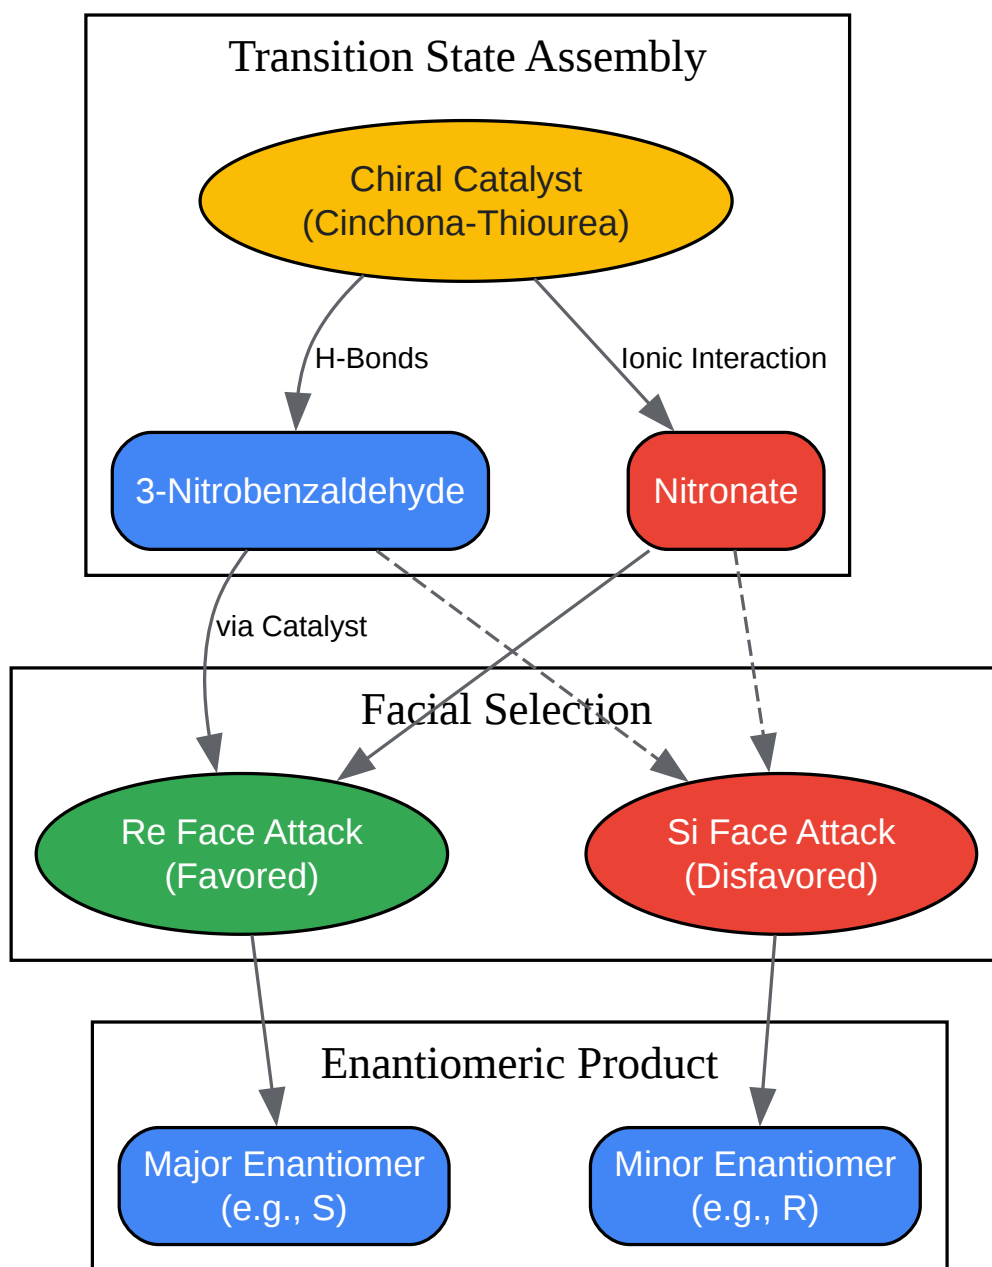 Transition State Assembly
Chiral Catalyst
(Cinchona-Thiourea)
H-Bonds
Ionic Interaction
3-Nitrobenzaldehyde
Nitronate
via Catalyst
Facial Selection
Re Face Attack
(Favored)
Si Face Attack
(Disfavored)
Enantiomeric Product
Major Enantiomer
(e.g., S)
Minor Enantiomer
(e.g., R)